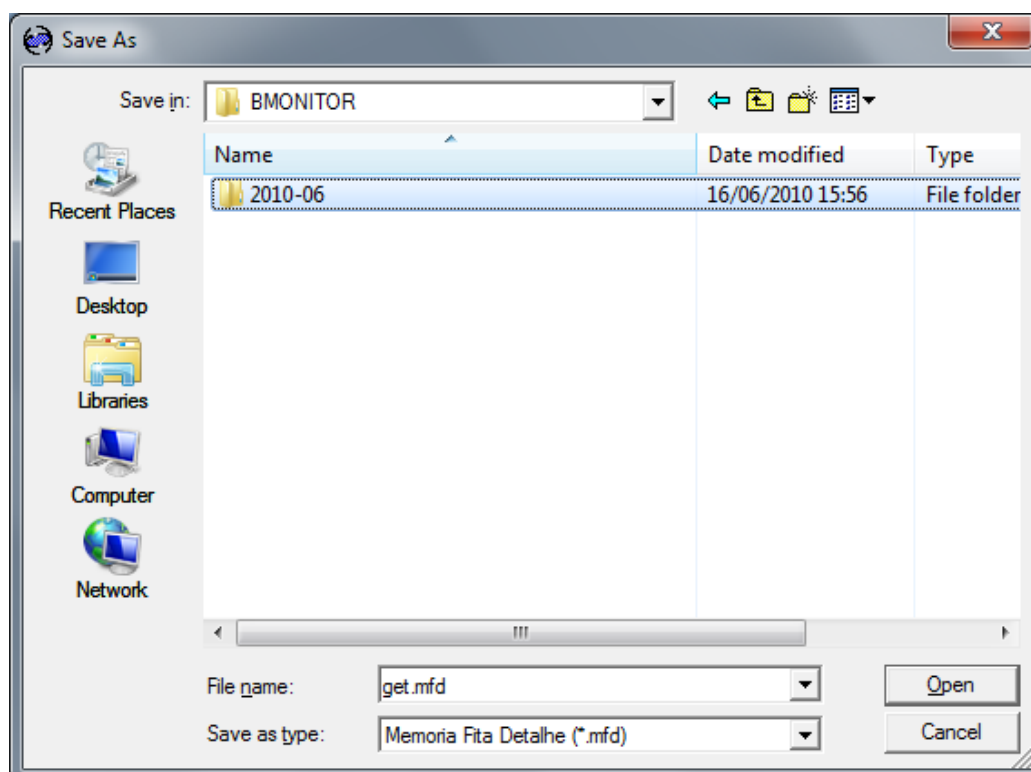 Save As
Save in: BMONITOR
Name Date modified Type
2010-06 16/06/2010 15:56 File folder
Recent Places
Desktop
Libraries
Computer
Network
File name: get.mfd Open
Save as type: Memoria Fita Detalhe (*.mfd) Cancel